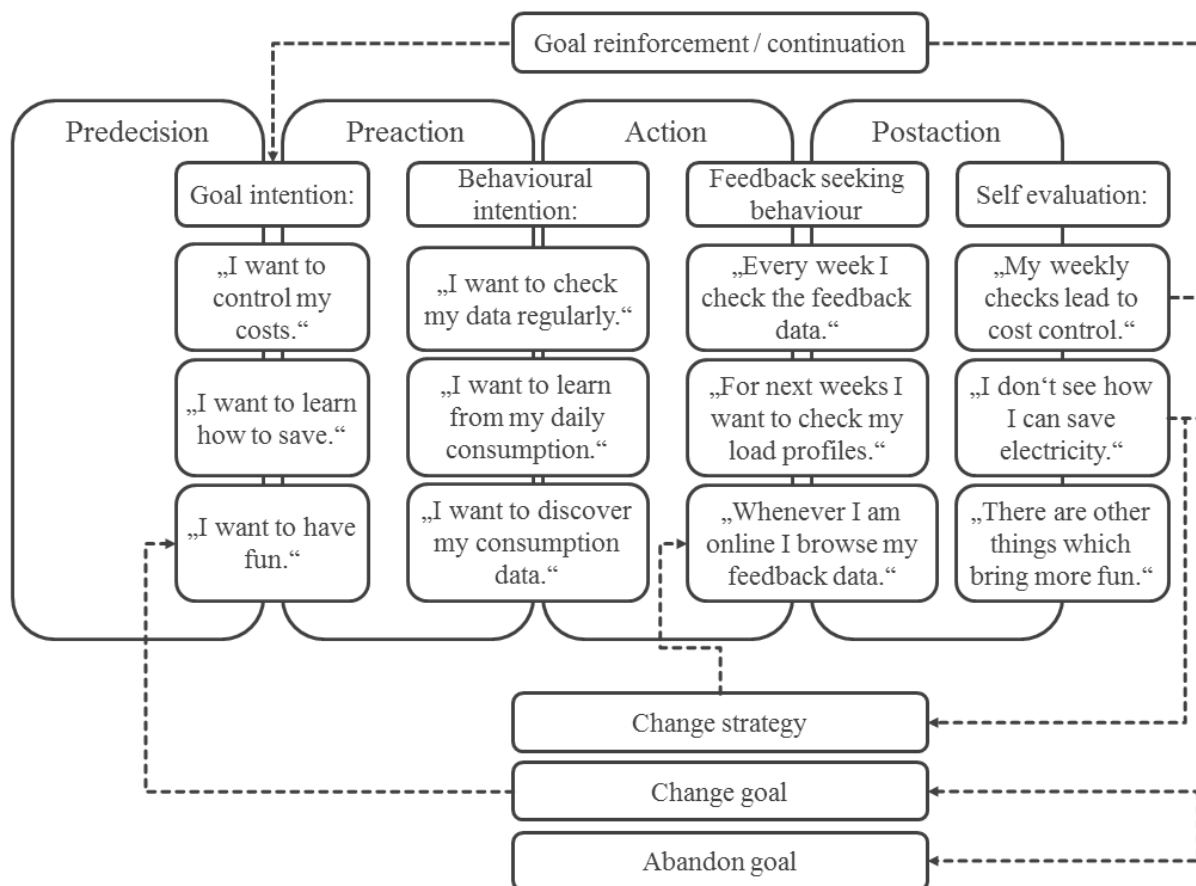 Goal reinforcement / continuation
Predecision
Preaction
Action
Postaction
Goal intention:
Behavioural
intention:
Feedback seeking
behaviour
Self evaluation:
„I want to
control my
costs.“
„I want to check
my data regularly.“
„Every week I
check the feedback
data.“
„My weekly
checks lead to
cost control.“
„I want to learn
how to save.“
„I want to learn
from my daily
consumption.“
„For next weeks I
want to check my
load profiles.“
„I don‘t see how
I can save
electricity.“
„I want to have
fun.“
„I want to discover
my consumption
data.“
„Whenever I am
online I browse my
feedback data.“
„There are other
things which
bring more fun.“
Change strategy
Change goal
Abandon goal